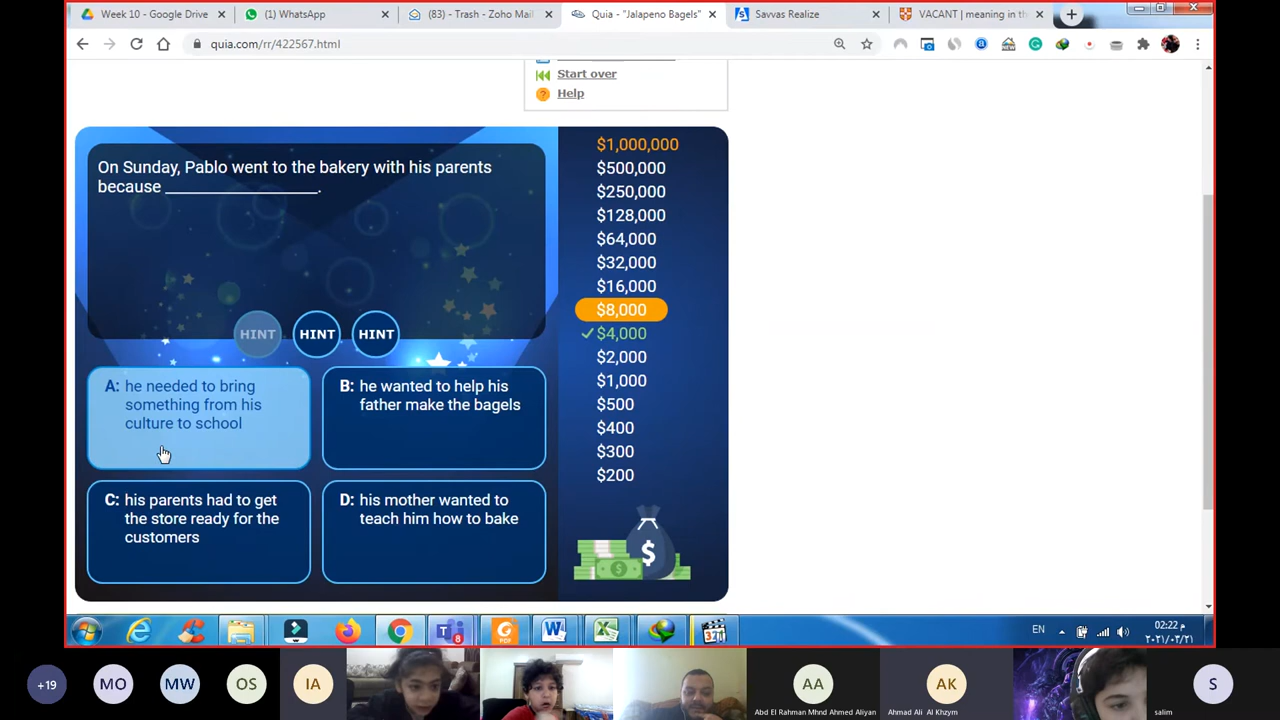 Week 10 - Google Drive
(1) WhatsApp
(83) - Trash - Zoho Mail
Quia - "Jalapeno Bagels"
Savvas Realize
VACANT | meaning in th
quia.com/rr/422567.html
Start over
Help
On Sunday, Pablo went to the bakery with his parents
because ________________.
HINT HINT HINT
A: he needed to bring
something from his
culture to school
B: he wanted to help his
father make the bagels
C: his parents had to get
the store ready for the
customers
D: his mother wanted to
teach him how to bake
$1,000,000
$500,000
$250,000
$128,000
$64,000
$32,000
$16,000
$8,000
$4,000
$2,000
$1,000
$500
$400
$300
$200
EN
02:22 م
٢٠٢١/٠٣/٢١
+19
MO
MW
OS
IA
AA
Abd El Rahman Mhnd Ahmed Aliyan
AK
Ahmad Ali Al Khzym
S
salim